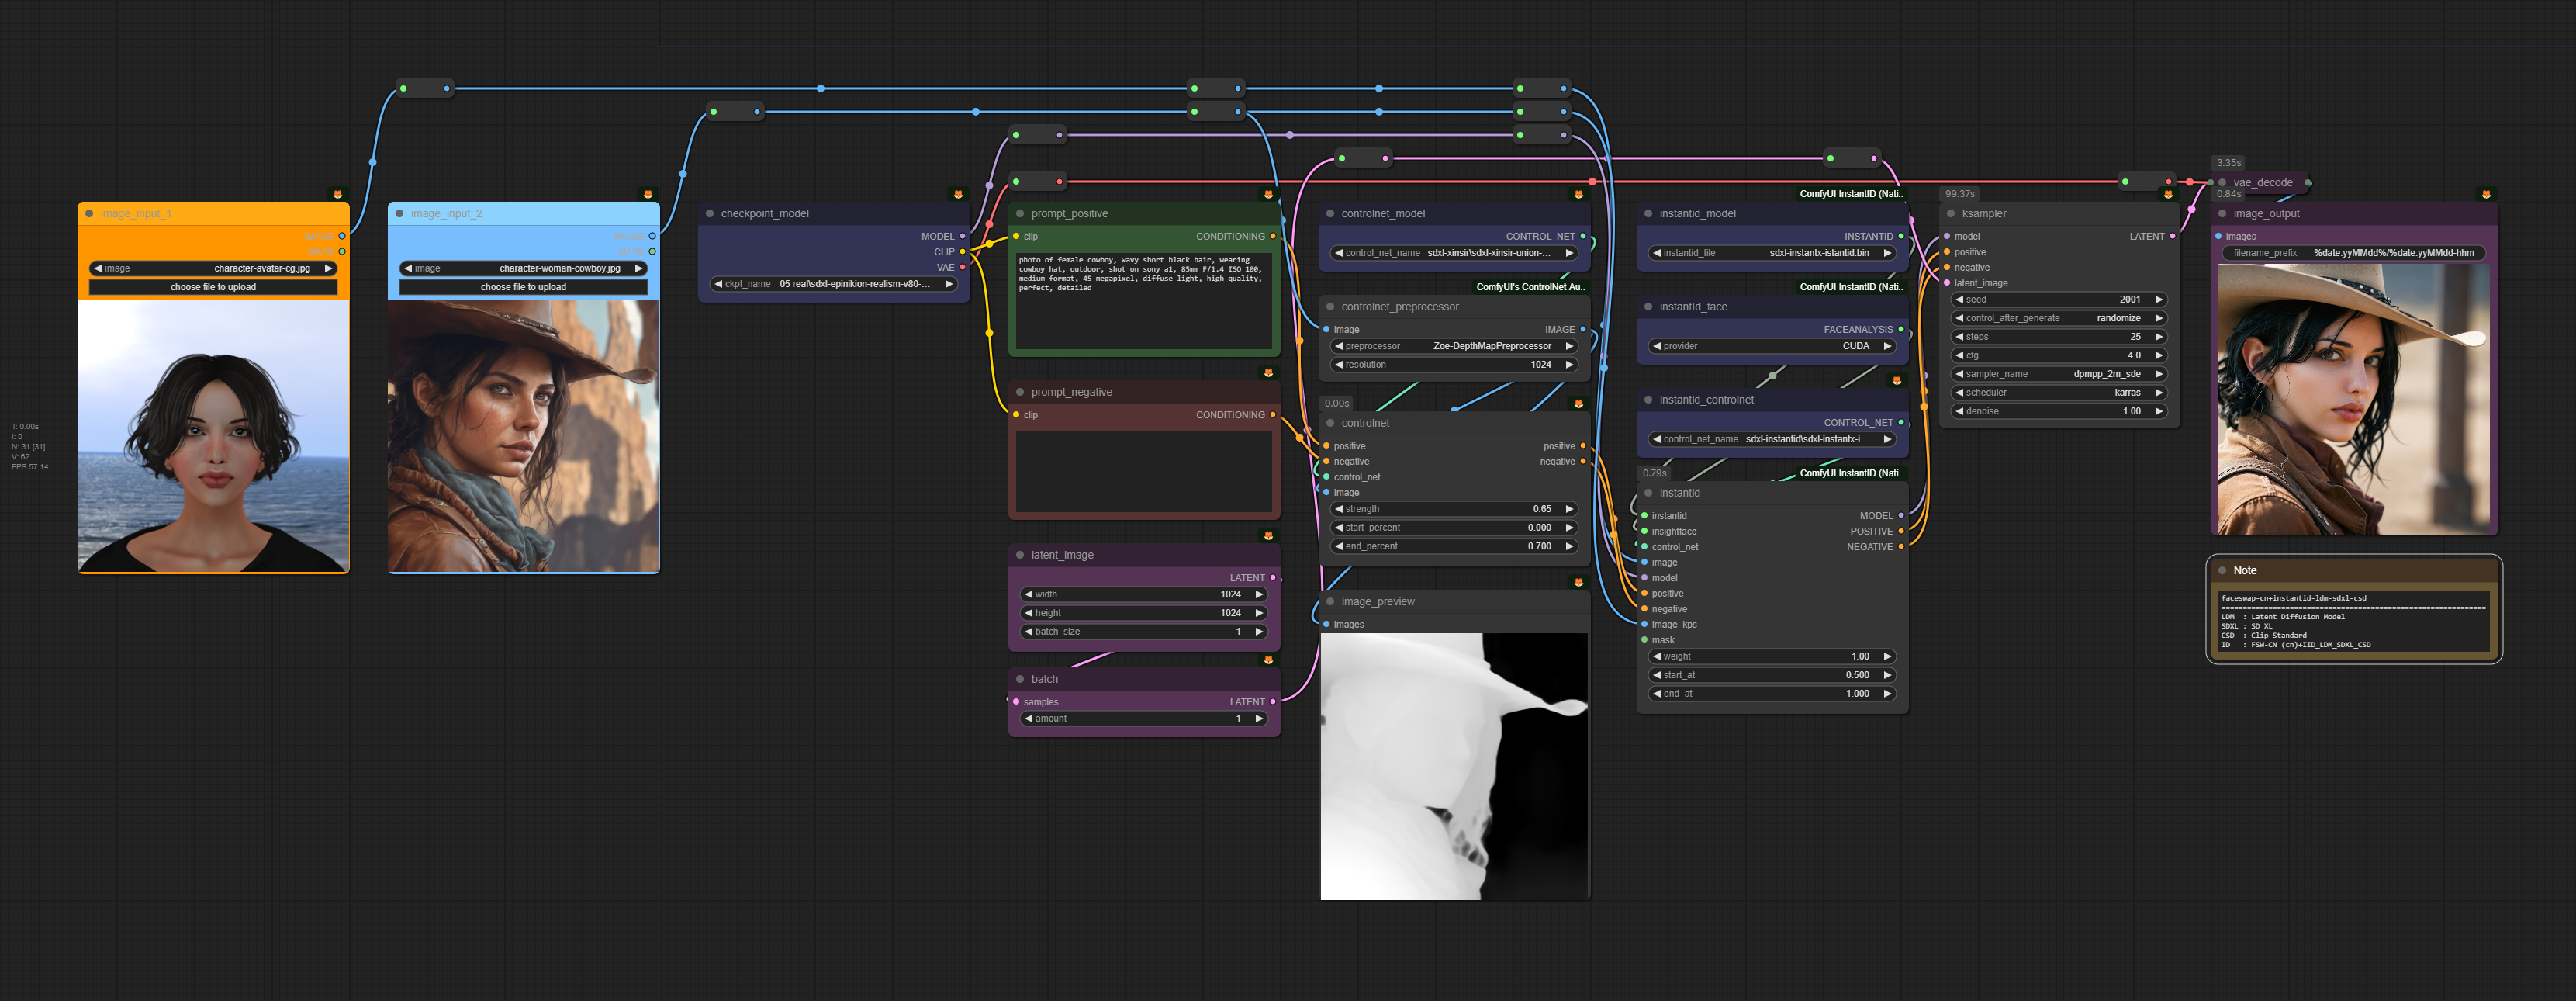 T: 0.00s
I: 0
N: 31 [31]
V: 62
FPS:57.14
image_input_1
IMAGE
MASK
image character-avatar-cg.jpg
choose file to upload
image_input_2
IMAGE
MASK
image character-woman-cowboy.jpg
choose file to upload
checkpoint_model
MODEL
CLIP
VAE
ckpt_name 05 real\sdxl-epinikion-realism-v80-...
prompt_positive
clip CONDITIONING
photo of female cowboy, wavy short black hair, wearing
cowboy hat, outdoor, shot on sony a1, 85mm F/1.4 ISO 100,
medium format, 45 megapixel, diffuse light, high quality,
perfect, detailed
prompt_negative
clip CONDITIONING
latent_image
LATENT
width 1024
height 1024
batch_size 1
batch
samples LATENT
amount 1
controlnet_model
CONTROL_NET
control_net_name sdxl-xinsir\sdxl-xinsir-union-...
ComfyUI's ControlNet Au..
controlnet_preprocessor
image IMAGE
preprocessor Zoe-DepthMapPreprocessor
resolution 1024
0.00s
controlnet
positive positive
negative negative
control_net
image
strength 0.65
start_percent 0.000
end_percent 0.700
image_preview
images
ComfyUI InstantID (Nati..
instantid_model
INSTANTID
instantid_file sdxl-instantx-istantid.bin
ComfyUI InstantID (Nati..
instantId_face
FACEANALYSIS
provider CUDA
instantid_controlnet
CONTROL_NET
control_net_name sdxl-instantid\sdxl-instantx-i...
0.79s
ComfyUI InstantID (Nati..
instantid
instantid MODEL
insightface POSITIVE
control_net NEGATIVE
image
model
positive
negative
image_kps
mask
weight 1.00
start_at 0.500
end_at 1.000
99.37s
ksampler
model LATENT
positive
negative
latent_image
seed 2001
control_after_generate randomize
steps 25
cfg 4.0
sampler_name dpmpp_2m_sde
scheduler karras
denoise 1.00
3.35s
vae_decode
0.84s
image_output
images
filename_prefix %date:yyMMdd%/%date:yyMMdd-hhm
Note
faceswap-cn+instantid-ldm-sdxl-csd
==============================================================
LDM : Latent Diffusion Model
SDXL : SD XL
CSD : Clip Standard
ID : FSW-CN (cn)+IID_LDM_SDXL_CSD